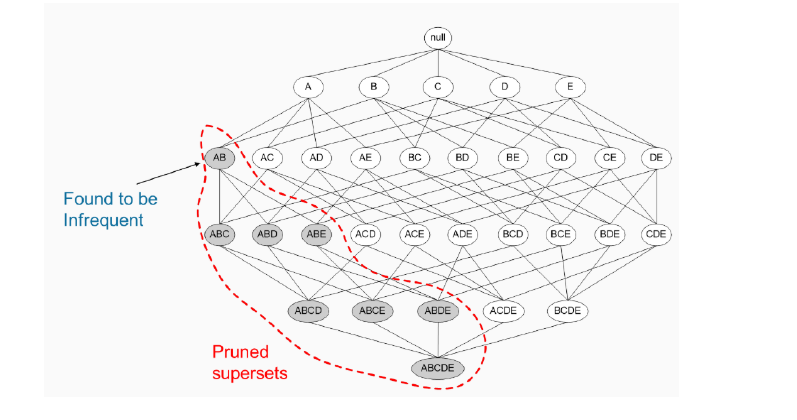 null
A B C D E
AB AC AD AE BC BD BE CD CE DE
Found to be
Infrequent
ABC ABD ABE ACD ACE ADE BCD BCE BDE CDE
ABCD ABCE ABDE ACDE BCDE
Pruned
supersets
ABCDE